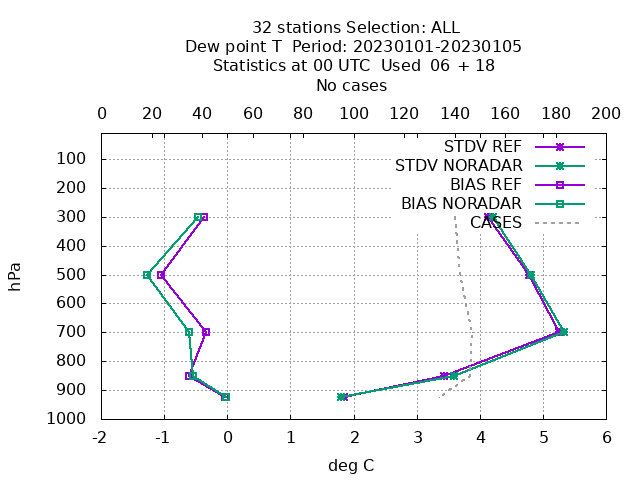 32 stations Selection: ALL
Dew point T  Period: 20230101-20230105
Statistics at 00 UTC  Used  06 + 18
No cases
0 20 40 60 80 100 120 140 160 180 200
STDV REF
STDV NORADAR
BIAS REF
BIAS NORADAR
CASES
hPa
100
200
300
400
500
600
700
800
900
1000
-2 -1 0 1 2 3 4 5 6
deg C